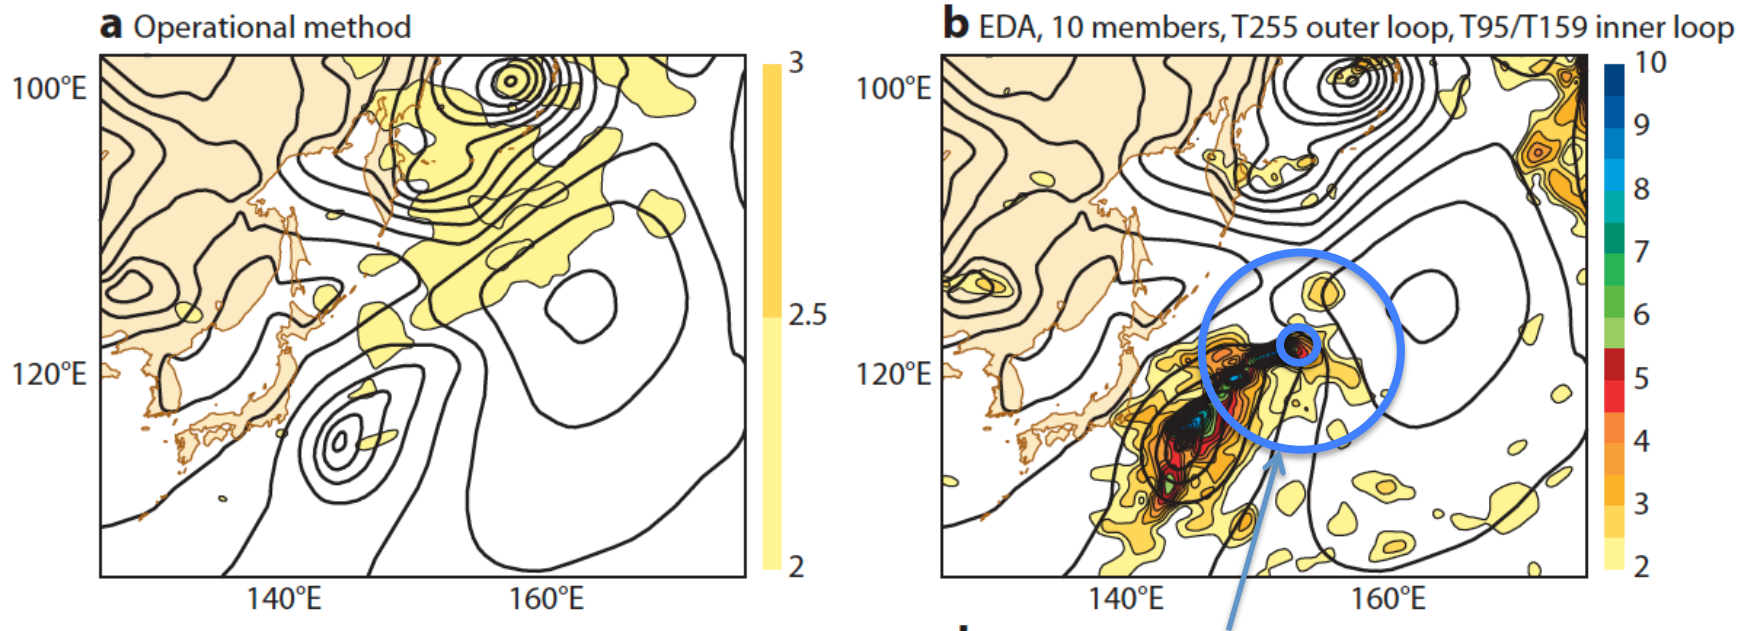 a Operational method
b EDA, 10 members, T255 outer loop, T95/T159 inner loop
100°E
120°E
140°E
160°E
3
2.5
2
100°E
120°E
140°E
160°E
10
9
8
7
6
5
4
3
2